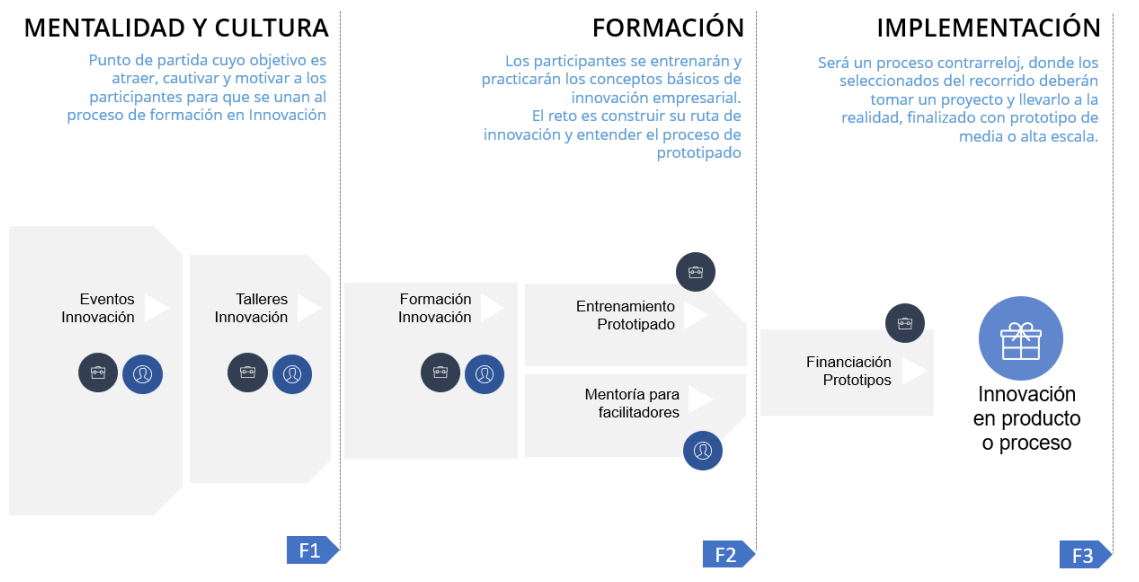 MENTALIDAD Y CULTURA
Punto de partida cuyo objetivo es
atraer, cautivar y motivar a los
participantes para que se unan al
proceso de formación en Innovación
FORMACIÓN
Los participantes se entrenarán y
practicarán los conceptos básicos de
innovación empresarial.
El reto es construir su ruta de
innovación y entender el proceso de
prototipado
IMPLEMENTACIÓN
Será un proceso contrarreloj, donde los
seleccionados del recorrido deberán
tomar un proyecto y llevarlo a la
realidad, finalizado con prototipo de
media o alta escala.
Eventos
Innovación
Talleres
Innovación
Formación
Innovación
Entrenamiento
Prototipado
Mentoría para
facilitadores
Financiación
Prototipos
Innovación
en producto
o proceso
F1
F2
F3